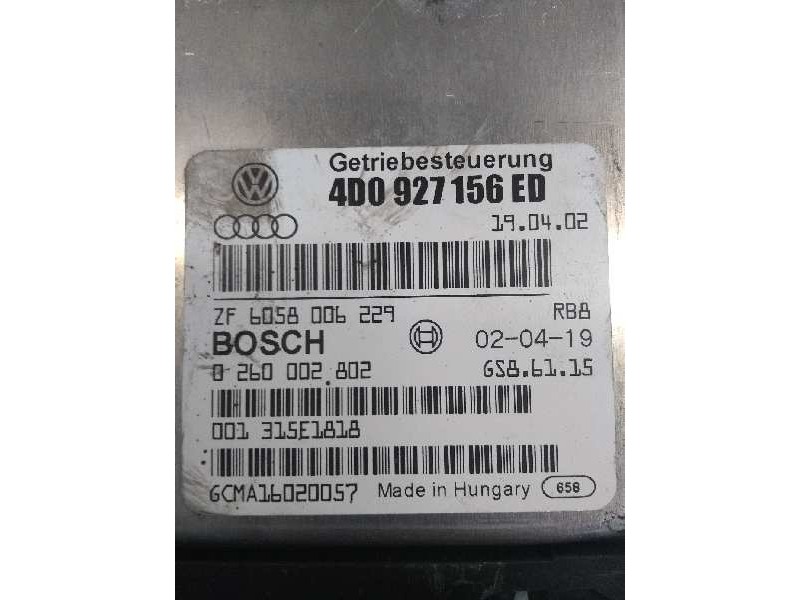 Getriebesteuerung
4D0 927 156 ED
19.04.02
ZF 6058 006 229 RB8
BOSCH 02-04-19
0 260 002 802 GS8.61.15
001 315E1818
GCMA16020057 Made in Hungary 658